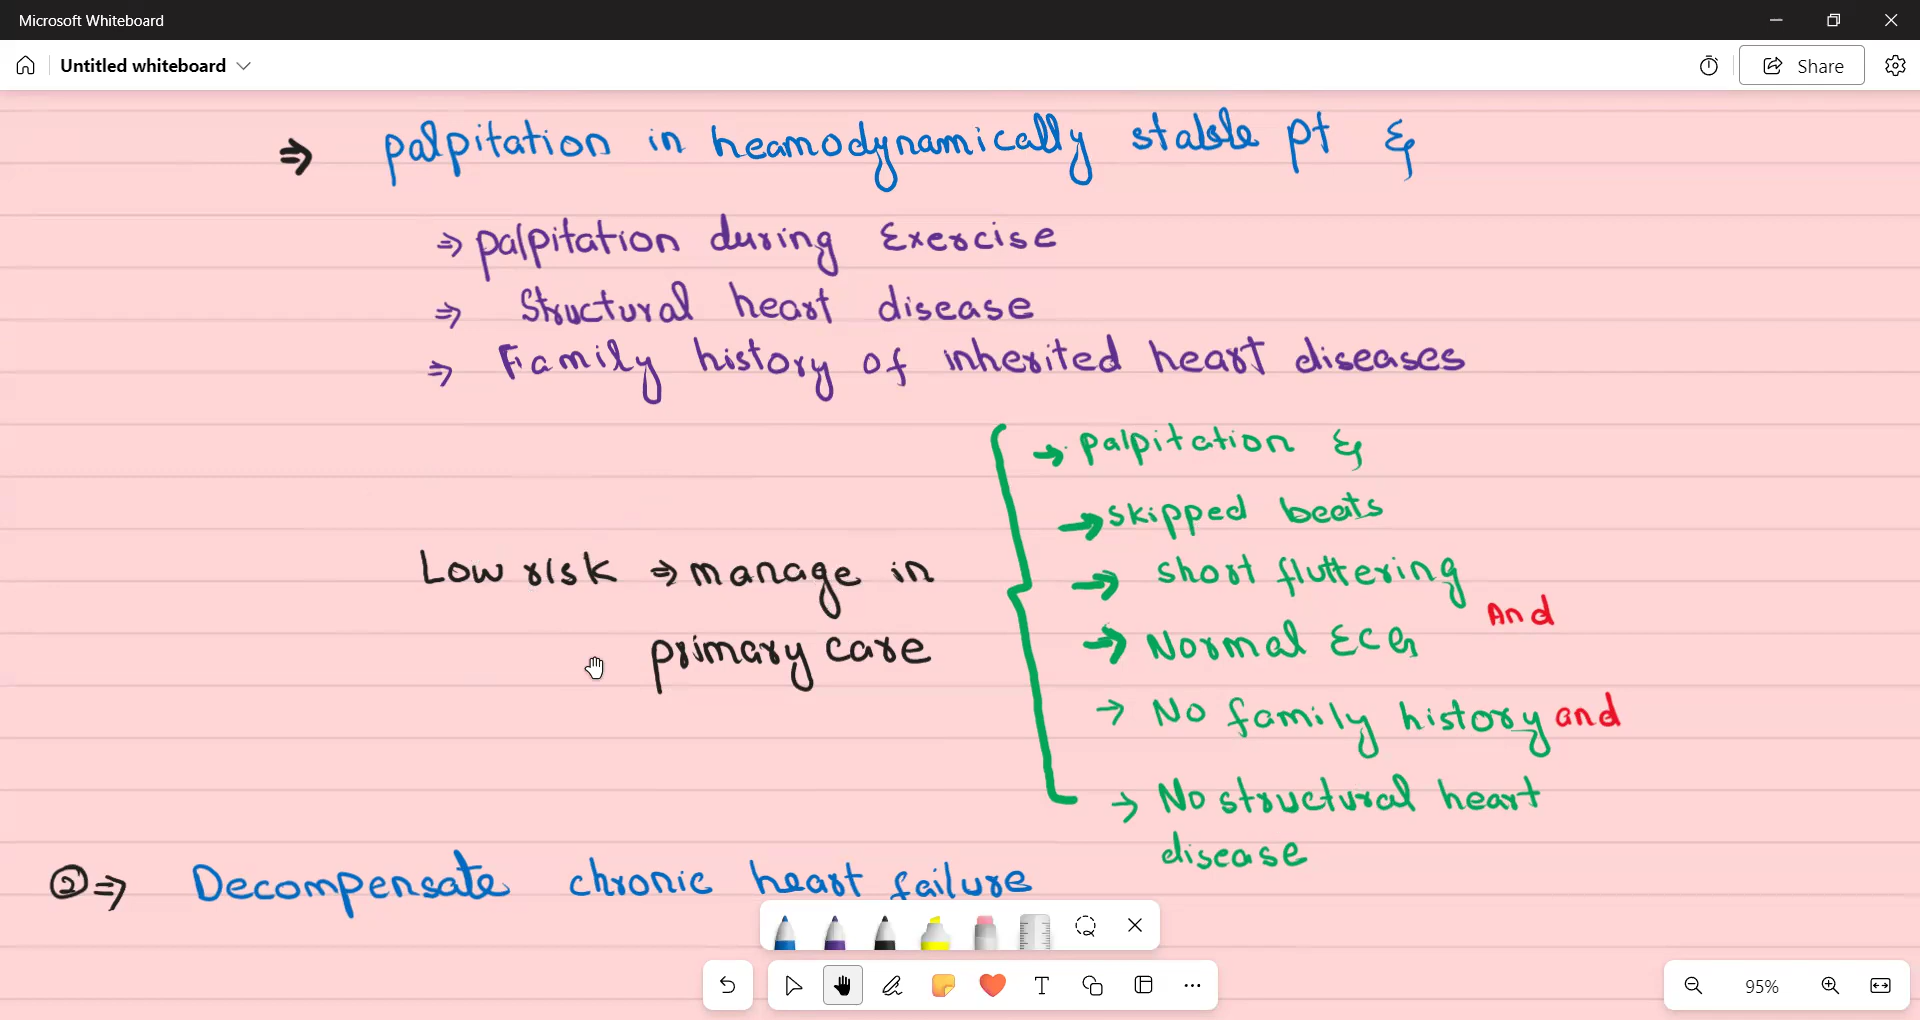 Microsoft Whiteboard
Untitled whiteboard
Share
⇒ palpitation in heamodynamically stable pt &
⇒ palpitation during Exercise
⇒ Structural heart disease
⇒ Family history of inherited heart diseases
→ palpitation &
→ skipped beats
→ short fluttering
And
Low risk ⇒ manage in
primary care
→ Normal ECG
→ No family history and
→ No structural heart
disease
② ⇒ Decompensate chronic heart failure
95%